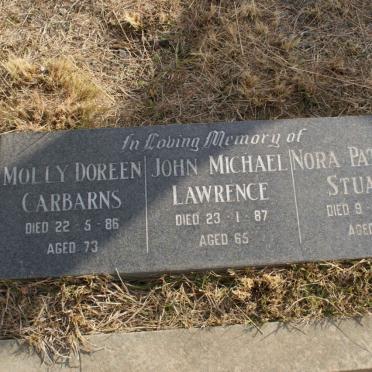 In Loving Memory of
MOLLY DOREEN
CARBARNS
DIED 22-5-86
AGED 73
JOHN MICHAEL
LAWRENCE
DIED 23-1-87
AGED 65
NORA
DIED 9
AGED